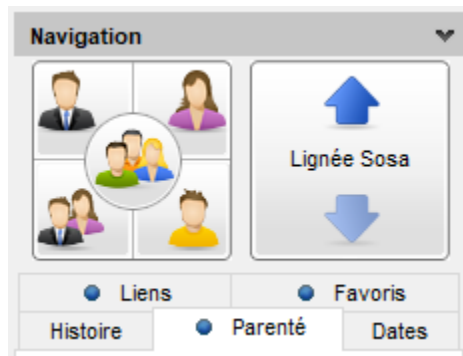 Navigation
Lignée Sosa
Liens Favoris
Histoire Parenté Dates